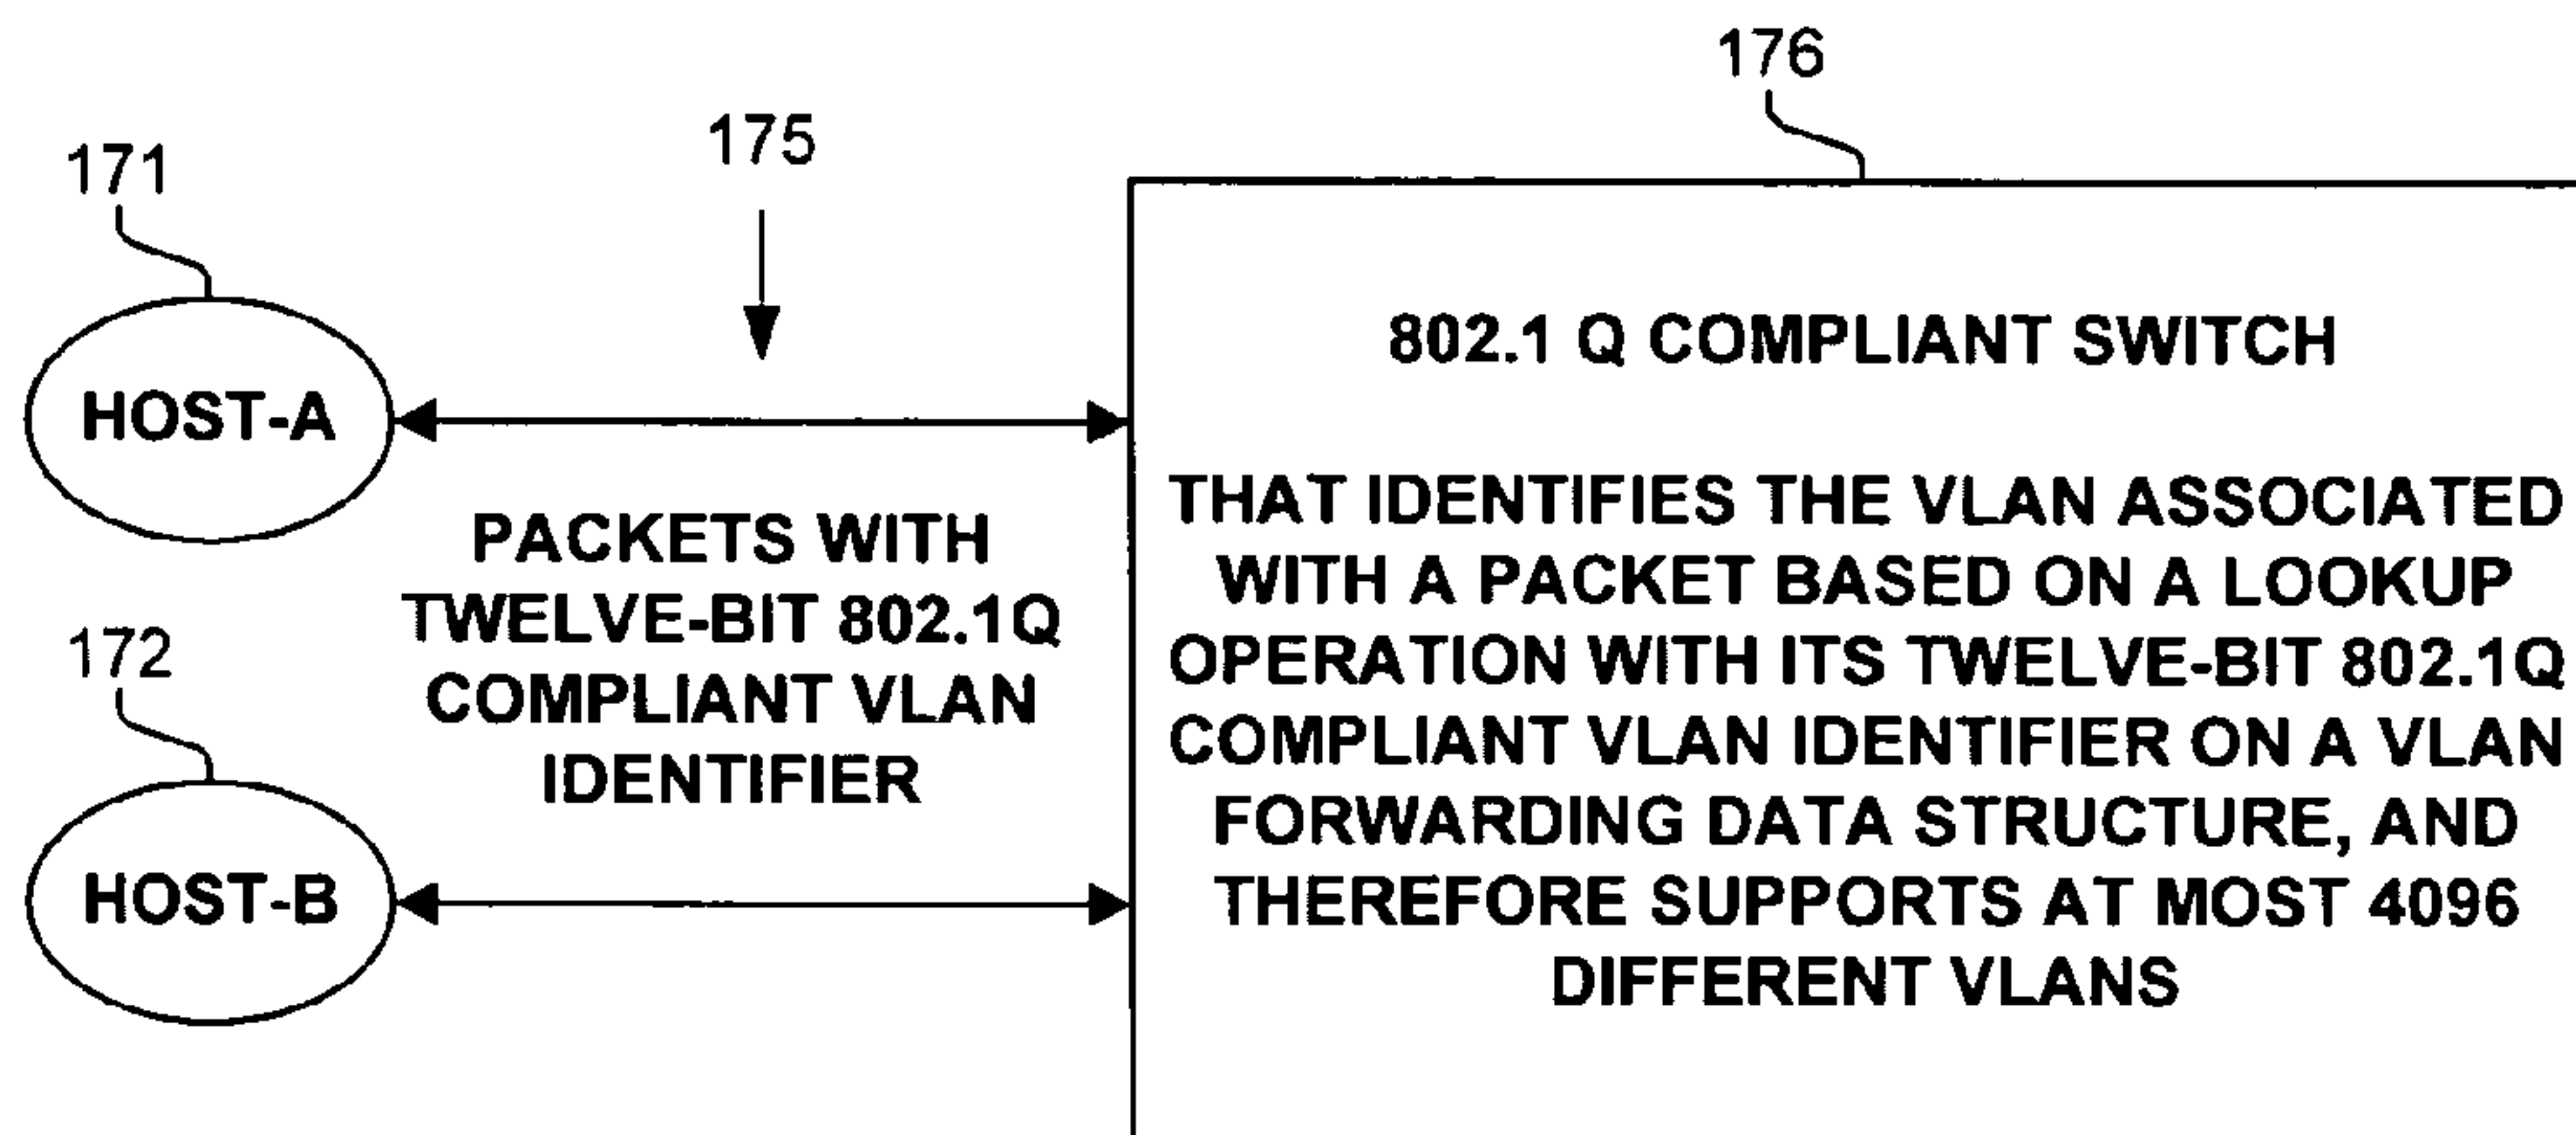 176
175
171
802.1 Q COMPLIANT SWITCH
HOST-A
THAT IDENTIFIES THE VLAN ASSOCIATED
WITH A PACKET BASED ON A LOOKUP
OPERATION WITH ITS TWELVE-BIT 802.1Q
COMPLIANT VLAN IDENTIFIER ON A VLAN
FORWARDING DATA STRUCTURE, AND
THEREFORE SUPPORTS AT MOST 4096
DIFFERENT VLANS
PACKETS WITH
TWELVE-BIT 802.1Q
COMPLIANT VLAN
IDENTIFIER
172
HOST-B